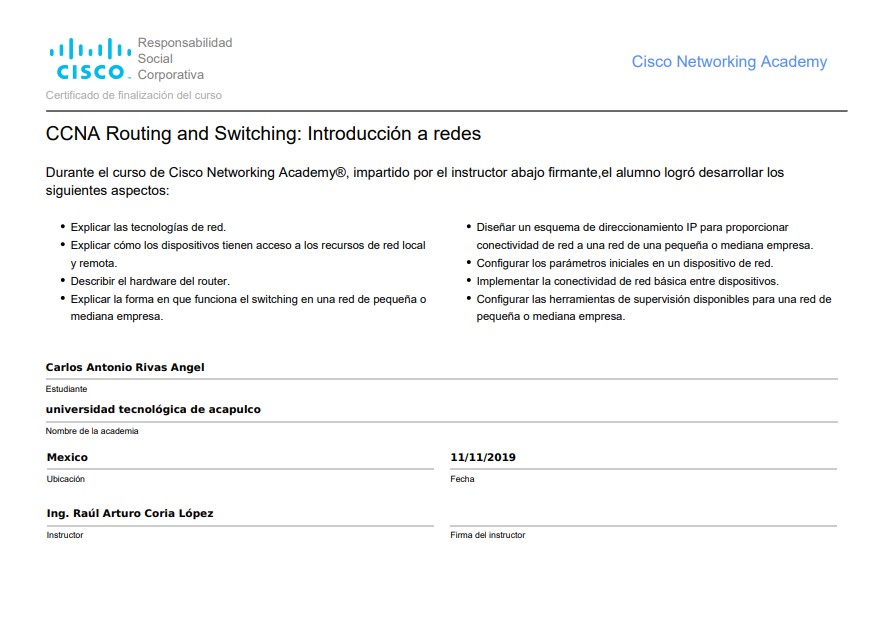 Responsabilidad
Social
Corporativa
CISCO
Cisco Networking Academy
Certificado de finalización del curso
CCNA Routing and Switching: Introducción a redes
Durante el curso de Cisco Networking Academy®, impartido por el instructor abajo firmante,el alumno logró desarrollar los
siguientes aspectos:
• Explicar las tecnologías de red.
• Explicar cómo los dispositivos tienen acceso a los recursos de red local
y remota.
• Describir el hardware del router.
• Explicar la forma en que funciona el switching en una red de pequeña o
mediana empresa.
• Diseñar un esquema de direccionamiento IP para proporcionar
conectividad de red a una red de una pequeña o mediana empresa.
• Configurar los parámetros iniciales en un dispositivo de red.
• Implementar la conectividad de red básica entre dispositivos.
• Configurar las herramientas de supervisión disponibles para una red de
pequeña o mediana empresa.
Carlos Antonio Rivas Angel
Estudiante
universidad tecnológica de acapulco
Nombre de la academia
Mexico
Ubicación
11/11/2019
Fecha
Ing. Raúl Arturo Coria López
Instructor
Firma del instructor